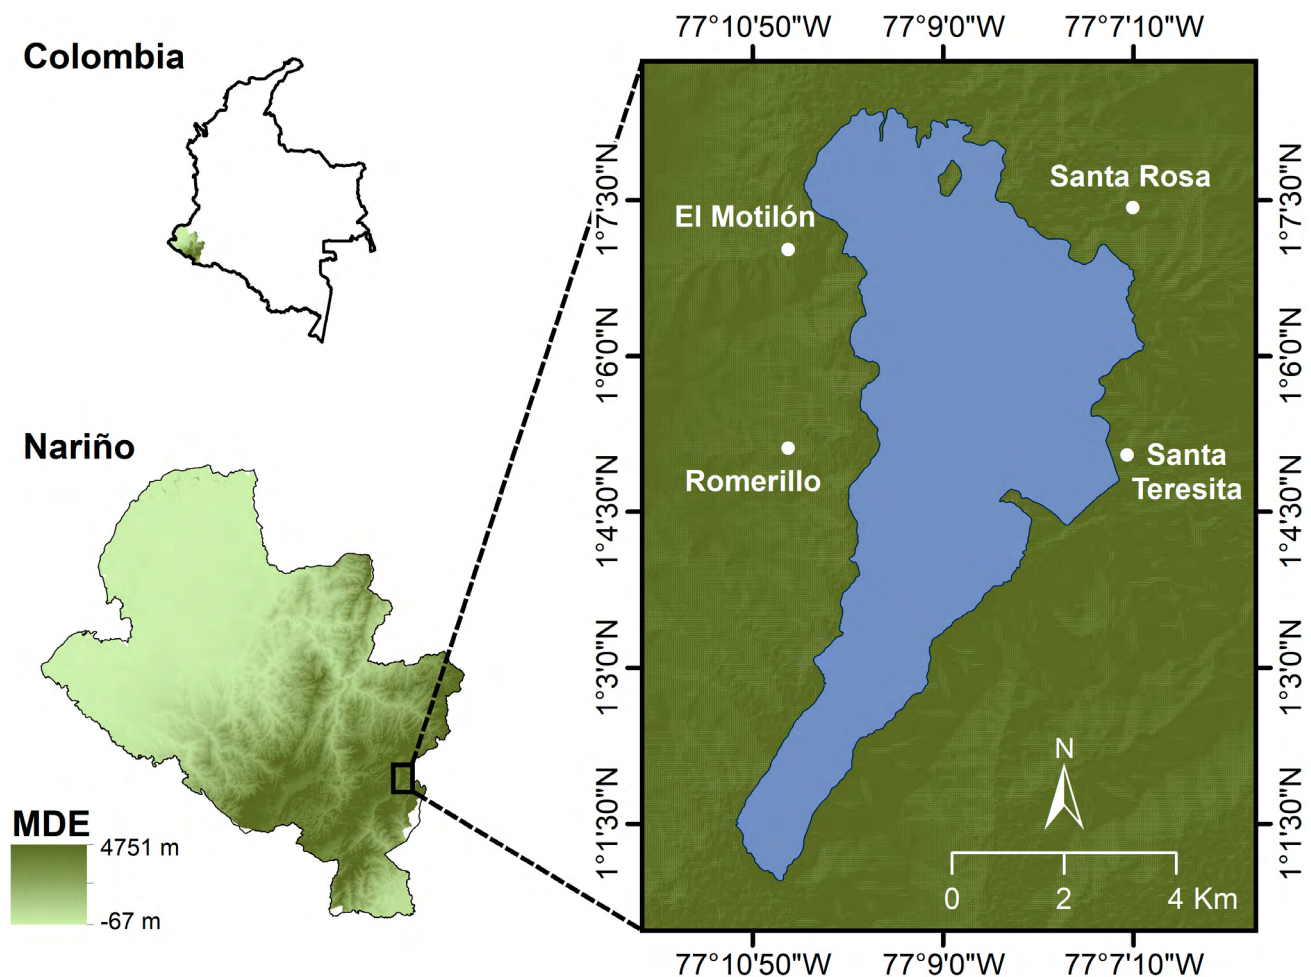 Colombia
Nariño
MDE
4751 m
-67 m
77°10'50"W
77°9'0"W
77°7'10"W
1°7'30"N
1°6'0"N
1°4'30"N
1°3'0"N
1°1'30"N
El Motilón
Santa Rosa
Romerillo
Santa
Teresita
N
0
2
4 Km
1°7'30"N
1°6'0"N
1°4'30"N
1°3'0"N
1°1'30"N
77°10'50"W
77°9'0"W
77°7'10"W